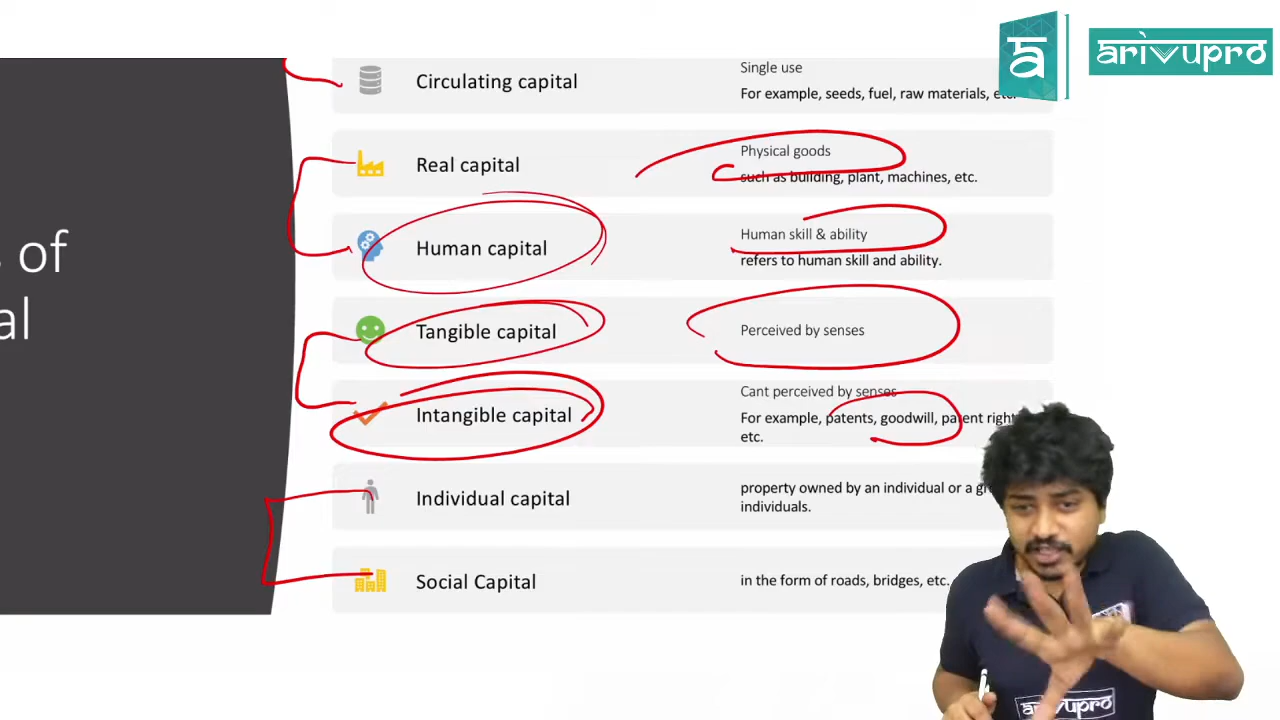 ā
arivupro
Circulating capital
Single use
For example, seeds, fuel, raw materials, etc.
Real capital
Physical goods
such as building, plant, machines, etc.
Human capital
Human skill & ability
refers to human skill and ability.
Tangible capital
Perceived by senses
Intangible capital
Cant perceived by senses
For example, patents, goodwill, patent right
etc.
s of
al
Individual capital
property owned by an individual or a gr
individuals.
Social Capital
in the form of roads, bridges, etc.
arivupro